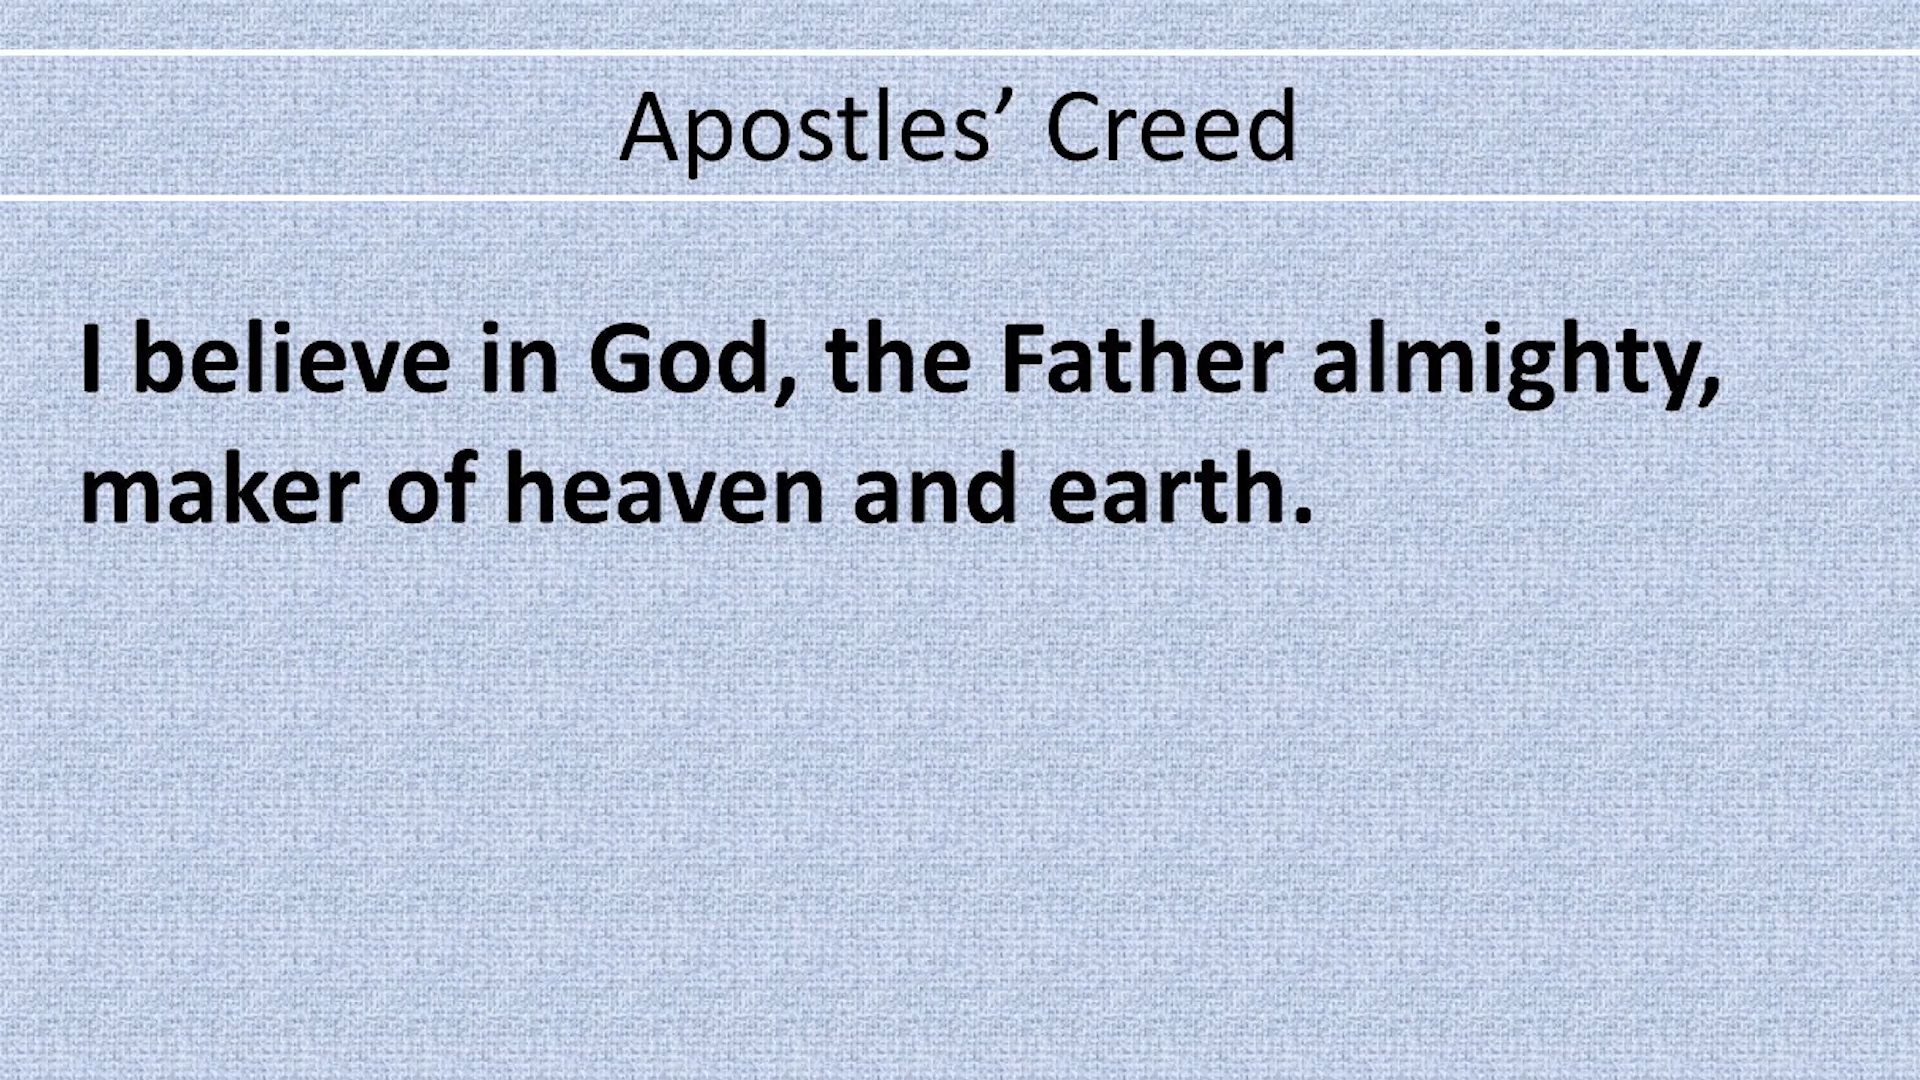 Apostles’ Creed
I believe in God, the Father almighty,
maker of heaven and earth.